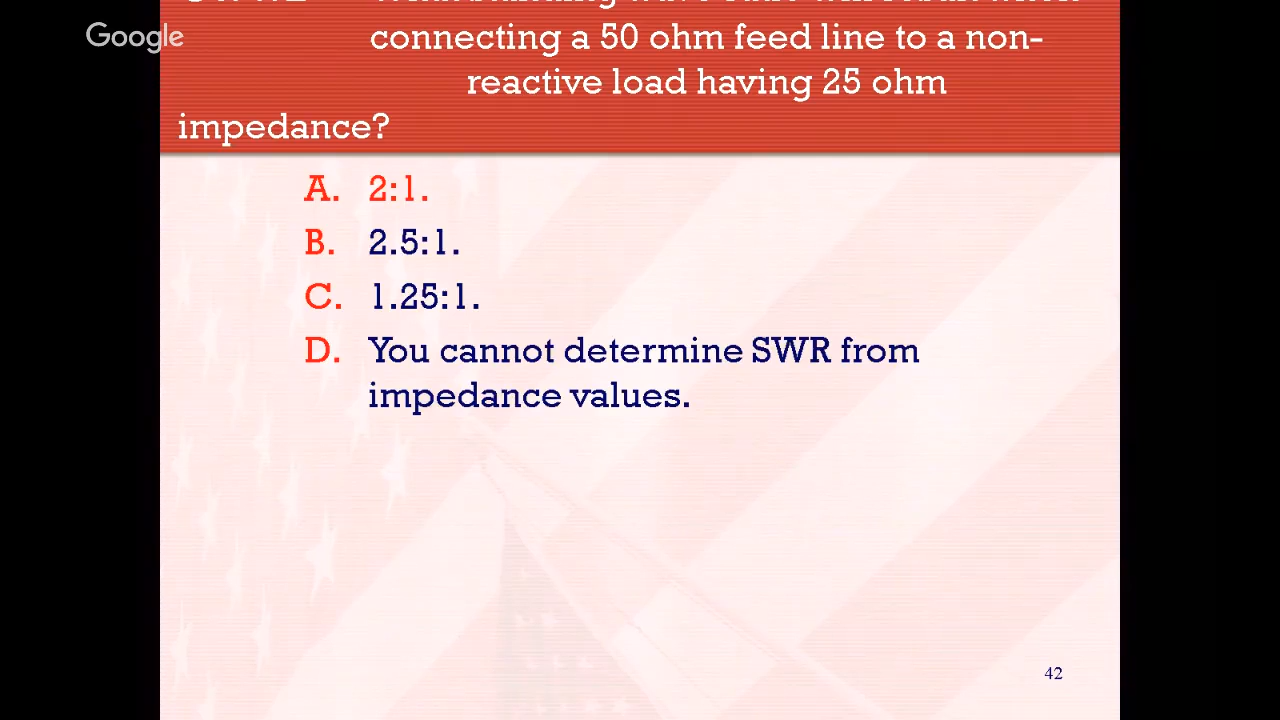 Google
connecting a 50 ohm feed line to a non-
reactive load having 25 ohm
impedance?
A. 2:1.
B. 2.5:1.
C. 1.25:1.
D. You cannot determine SWR from
impedance values.
42